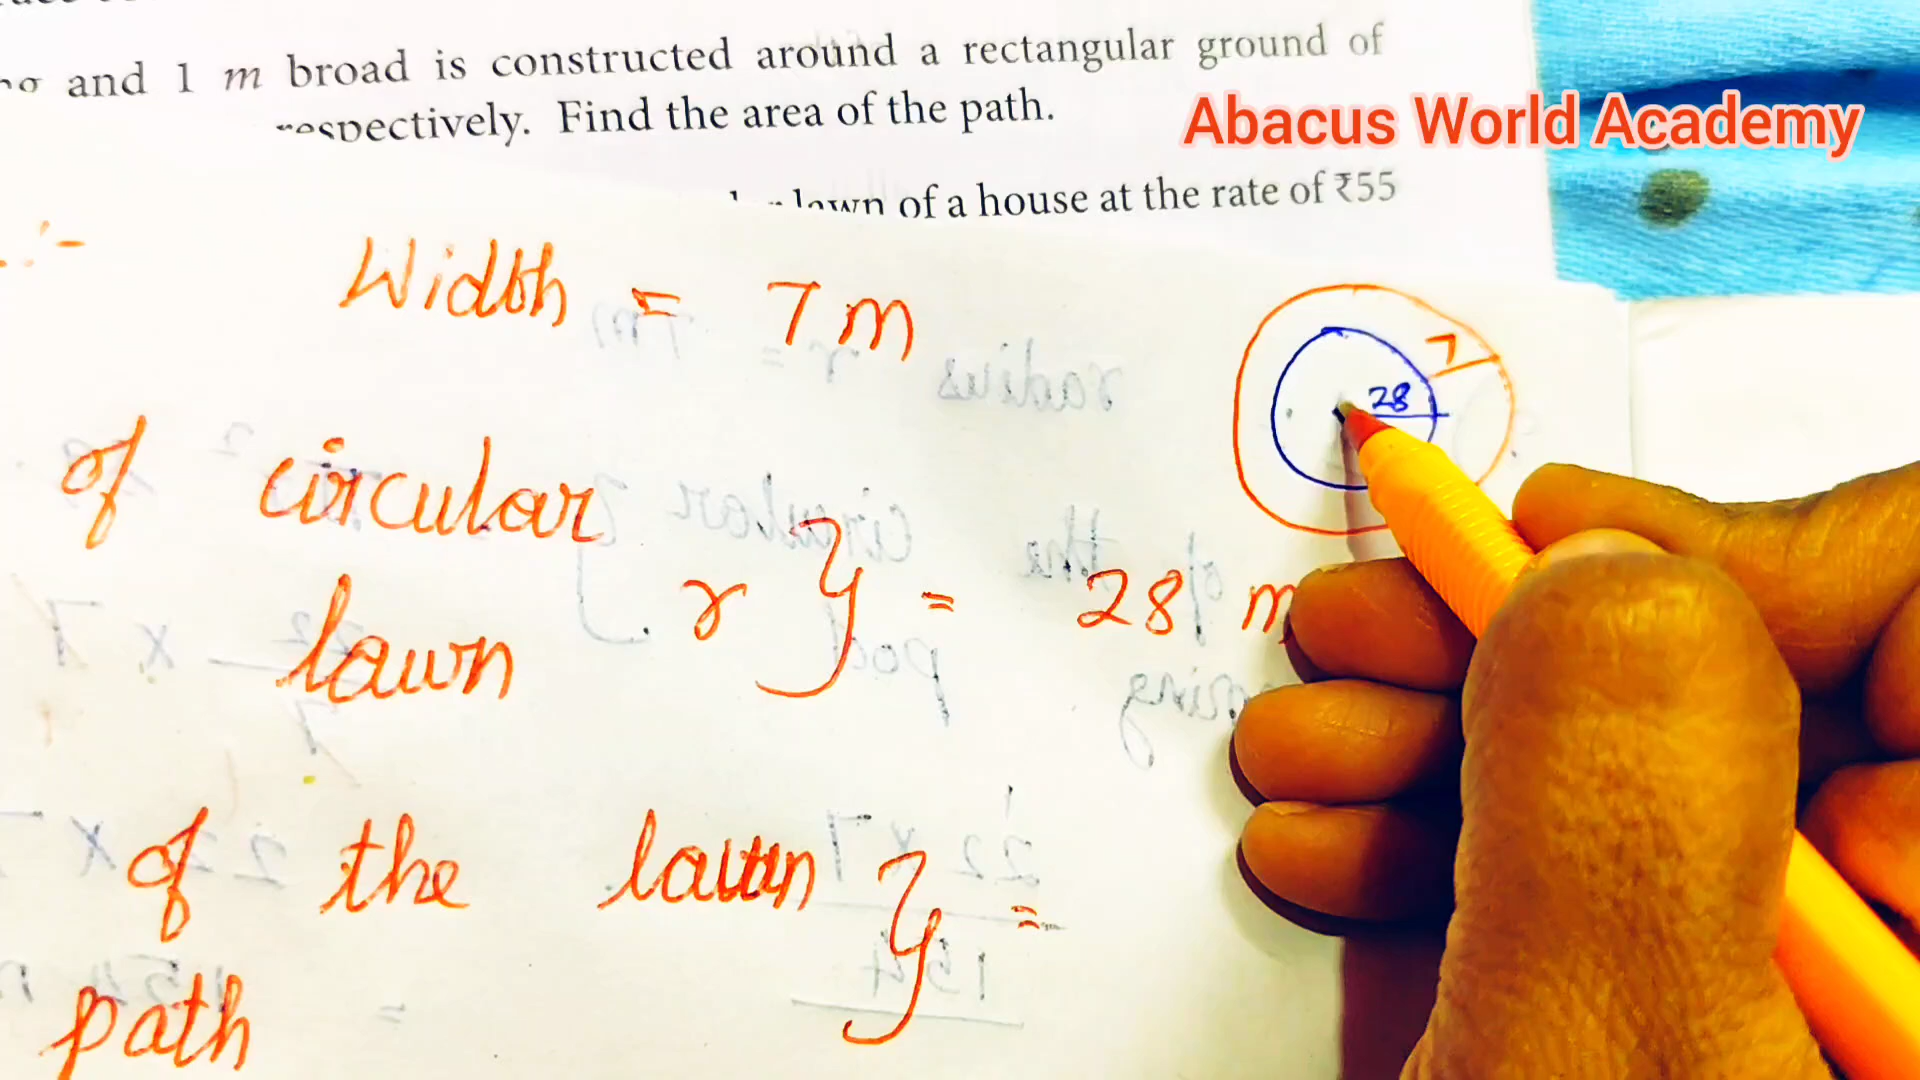 and 1 m broad is constructed around a rectangular ground of
respectively. Find the area of the path.
Abacus World Academy
lawn of a house at the rate of ₹55
Width = 7 m
7
28
of circular
lawn r } = 28 m
of the lawn } =
path